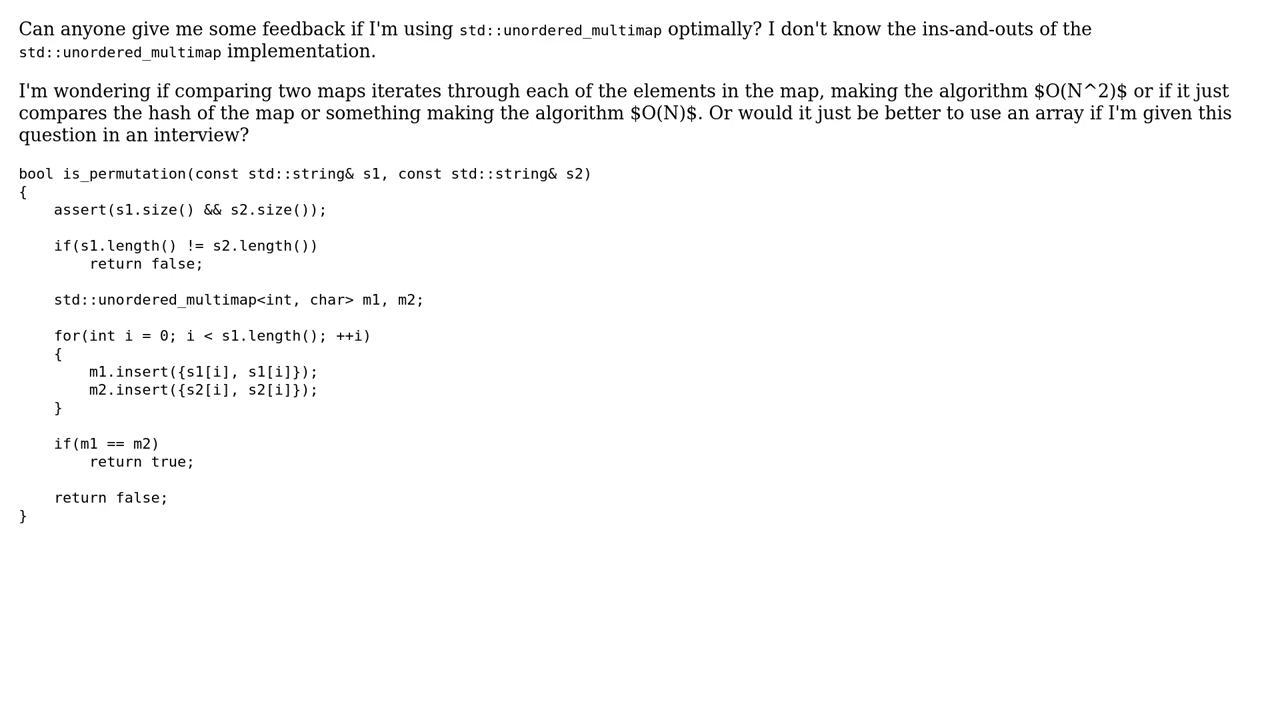 Can anyone give me some feedback if I'm using std::unordered_multimap optimally? I don't know the ins-and-outs of the
std::unordered_multimap implementation.
I'm wondering if comparing two maps iterates through each of the elements in the map, making the algorithm $O(N^2)$ or if it just
compares the hash of the map or something making the algorithm $O(N)$. Or would it just be better to use an array if I'm given this
question in an interview?
bool is_permutation(const std::string& s1, const std::string& s2)
{
    assert(s1.size() && s2.size());
    if(s1.length() != s2.length())
        return false;
    std::unordered_multimap<int, char> m1, m2;
    for(int i = 0; i < s1.length(); ++i)
    {
        m1.insert({s1[i], s1[i]});
        m2.insert({s2[i], s2[i]});
    }
    if(m1 == m2)
        return true;
    return false;
}